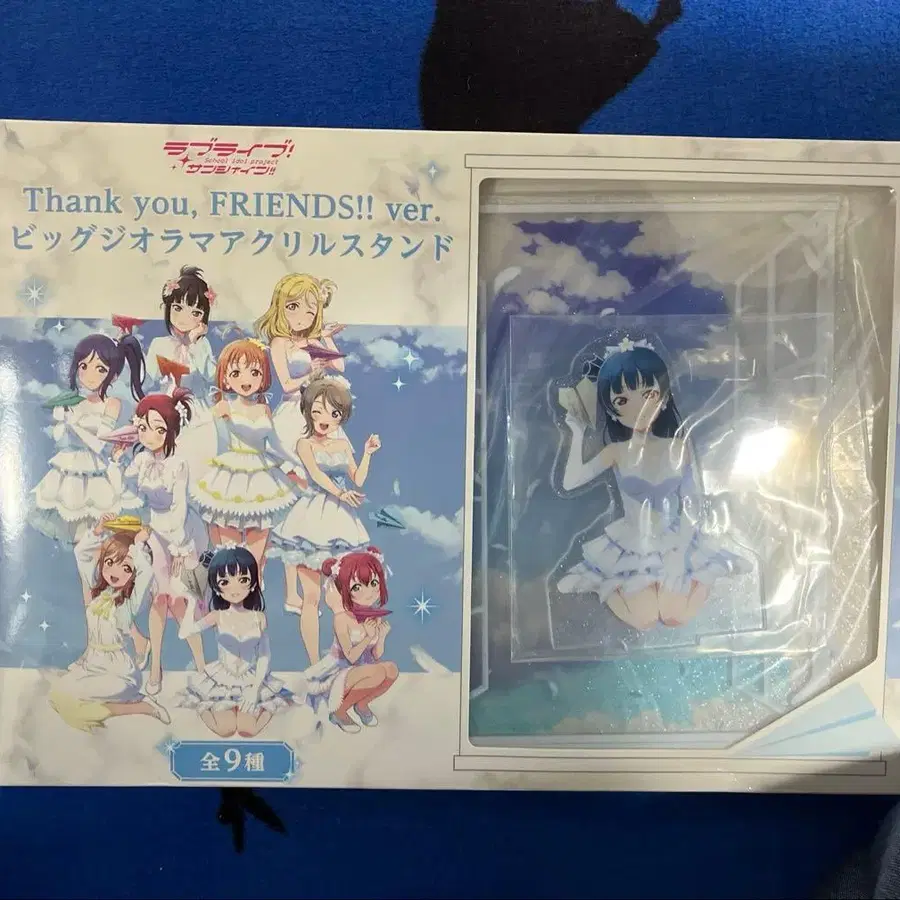 ラブライブ!
School idol project
サンシャイン!!
Thank you, FRIENDS!! ver.
ビッグジオラマアクリルスタンド
全9種